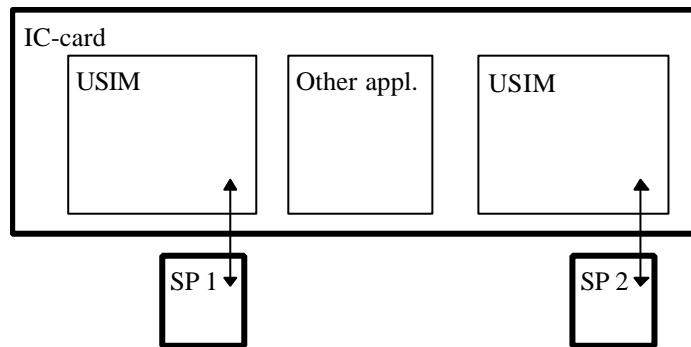 IC-card
USIM
Other appl.
USIM
SP 1
SP 2